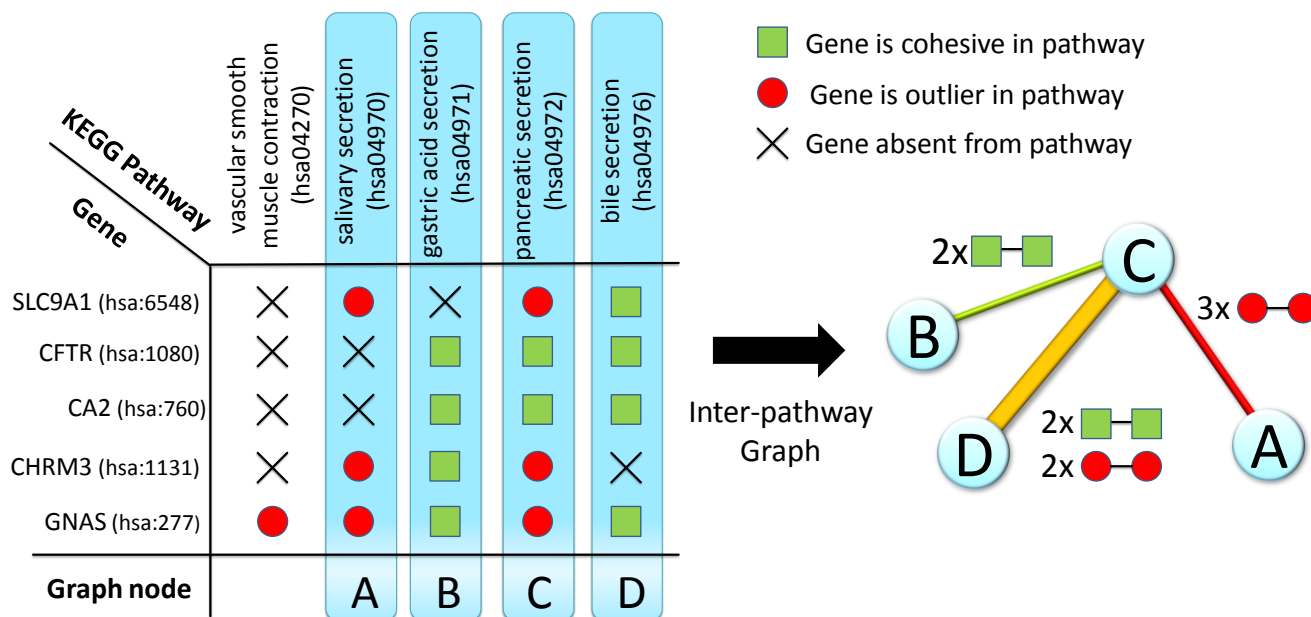 KEGG Pathway
Gene
vascular smooth
muscle contraction
(hsa04270)
salivary secretion
(hsa04970)
gastric acid secretion
(hsa04971)
pancreatic secretion
(hsa04972)
bile secretion
(hsa04976)
Gene is cohesive in pathway
Gene is outlier in pathway
Gene absent from pathway
SLC9A1 (hsa:6548)
CFTR (hsa:1080)
CA2 (hsa:760)
CHRM3 (hsa:1131)
GNAS (hsa:277)
Graph node
A
B
C
D
Inter-pathway
Graph
2x
C
3x
B
2x
D
A
2x